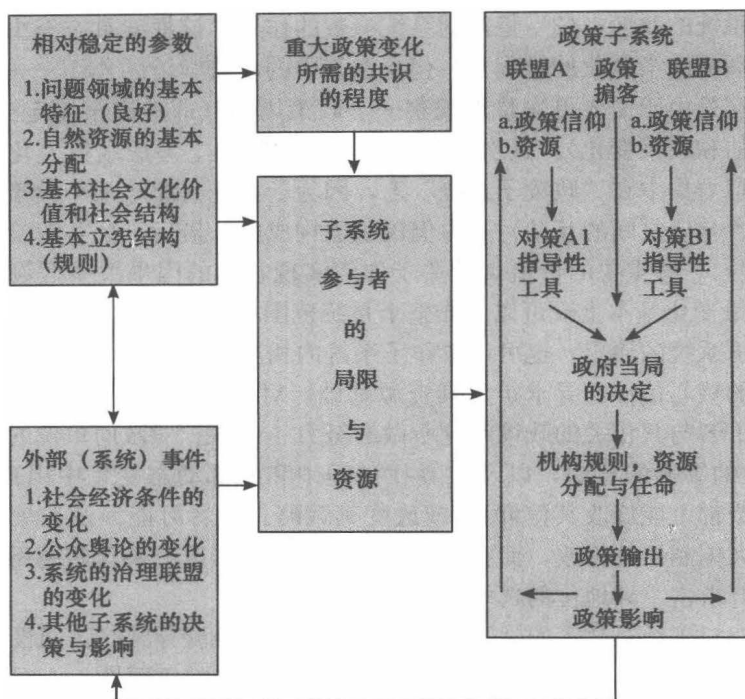 相对稳定的参数
1.问题领域的基本
特征（良好）
2.自然资源的基本
分配
3.基本社会文化价
值和社会结构
4.基本立宪结构
（规则）
重大政策变化
所需的共识
的程度
子系统
参与者
的
局限
与
资源
外部（系统）事件
1.社会经济条件的
变化
2.公众舆论的变化
3.系统的治理联盟
的变化
4.其他子系统的决
策与影响
政策子系统
联盟A 政策 联盟B
掮客
a.政策信仰 a.政策信仰
b.资源 b.资源
对策A1 对策B1
指导性 指导性
工具 工具
政府当局
的决定
机构规则，资源
分配与任命
政策输出
政策影响